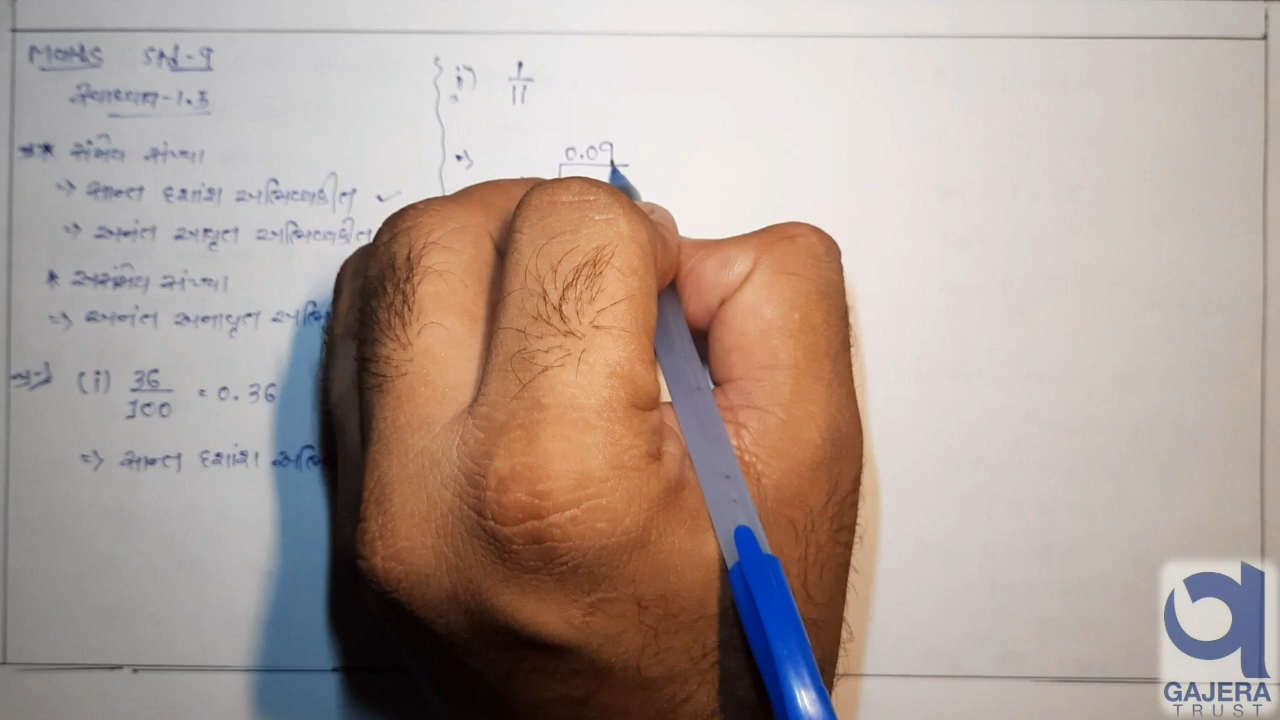 Maths Std-9
સ્વાધ્યાય-1.3
* સંમેય સંખ્યા
⇒ સાન્ત દશાંશ અભિવ્યક્તિ ✓
⇒ અનંત આવૃત અભિવ્યક્તિ
* અસંમેય સંખ્યા
⇒ અનંત અનાવૃત
(i) 36/100 = 0.36
⇒ સાન્ત દશાંશ
ii) 1/11
⇒ 0.09
GAJERA
TRUST